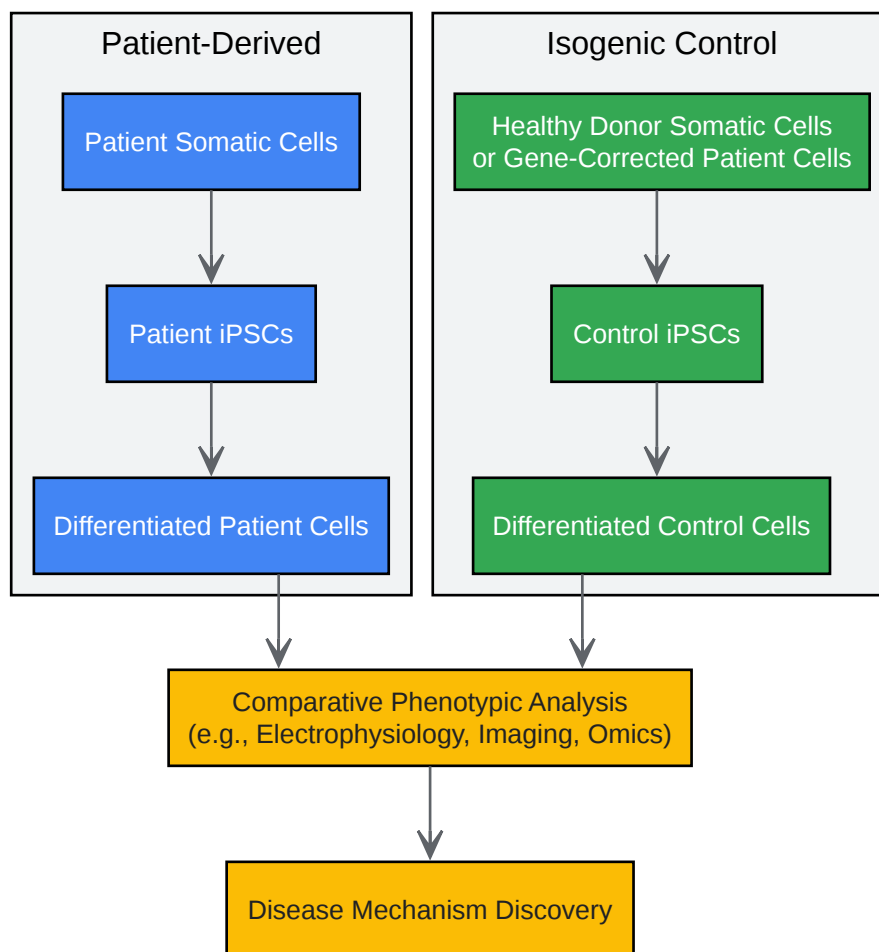 Patient-Derived
Patient Somatic Cells
Patient iPSCs
Differentiated Patient Cells
Isogenic Control
Healthy Donor Somatic Cells
or Gene-Corrected Patient Cells
Control iPSCs
Differentiated Control Cells
Comparative Phenotypic Analysis
(e.g., Electrophysiology, Imaging, Omics)
Disease Mechanism Discovery